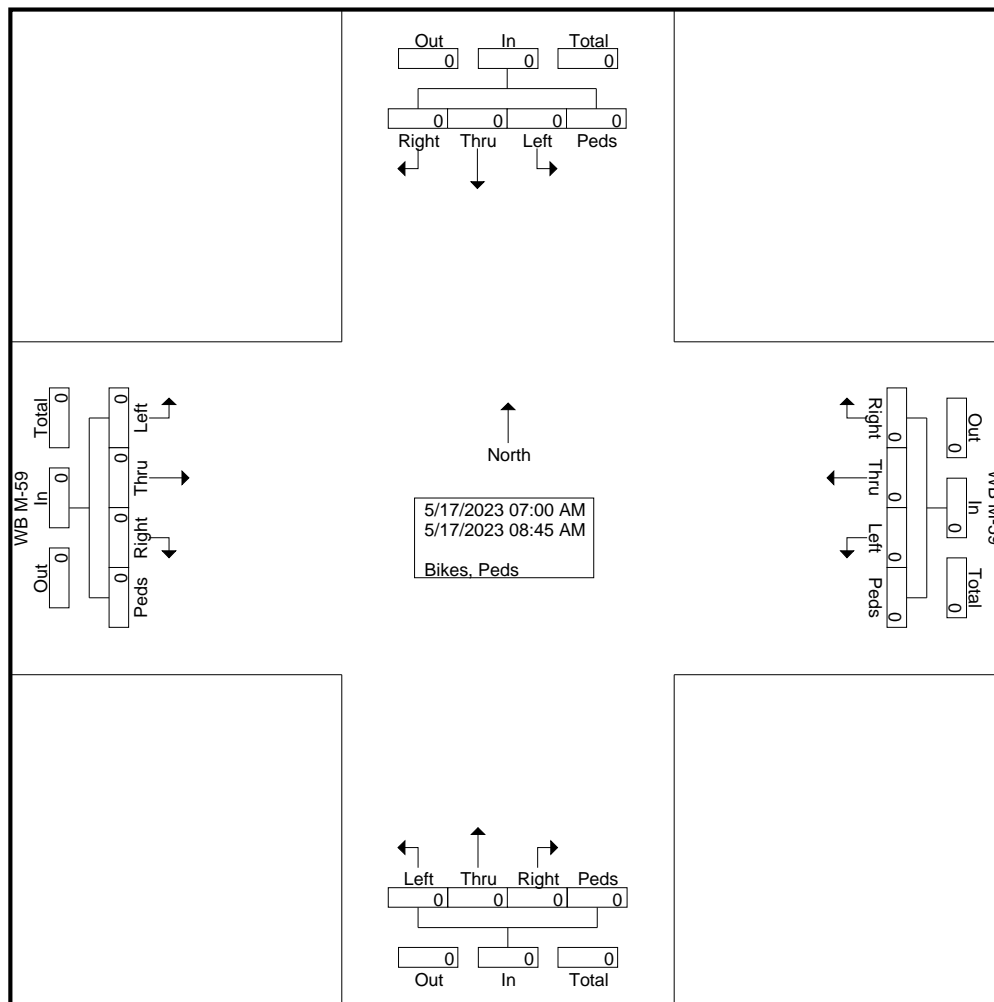 Out In Total
0 0 0
0 0 0 0
Right Thru Left Peds
WB M-59
Total In Out
0 0 0
0 0 0 0
Left Thru Right Peds
North
5/17/2023 07:00 AM
5/17/2023 08:45 AM
Bikes, Peds
Right Thru Left Peds
0 0 0 0
Out In Total
0 0 0
WB M-59
Left Thru Right Peds
0 0 0 0
0 0 0
Out In Total